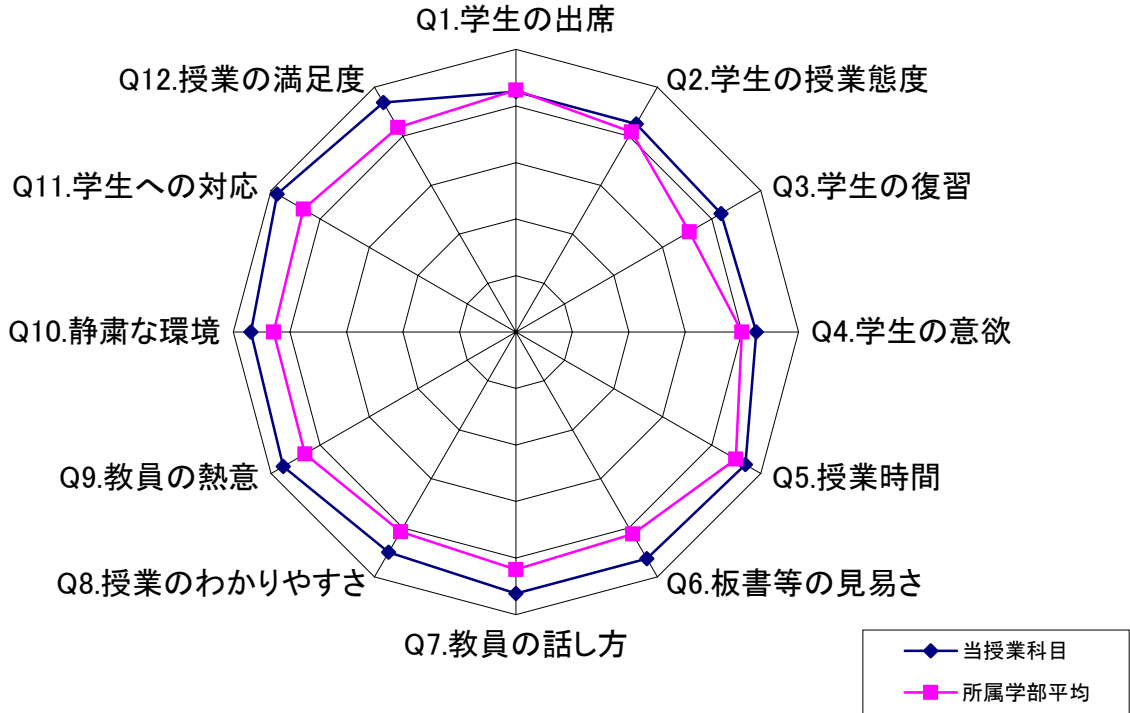 Q1.学生の出席
Q2.学生の授業態度
Q3.学生の復習
Q4.学生の意欲
Q5.授業時間
Q6.板書等の見易さ
Q7.教員の話し方
Q8.授業のわかりやすさ
Q9.教員の熱意
Q10.静粛な環境
Q11.学生への対応
Q12.授業の満足度
当授業科目
所属学部平均